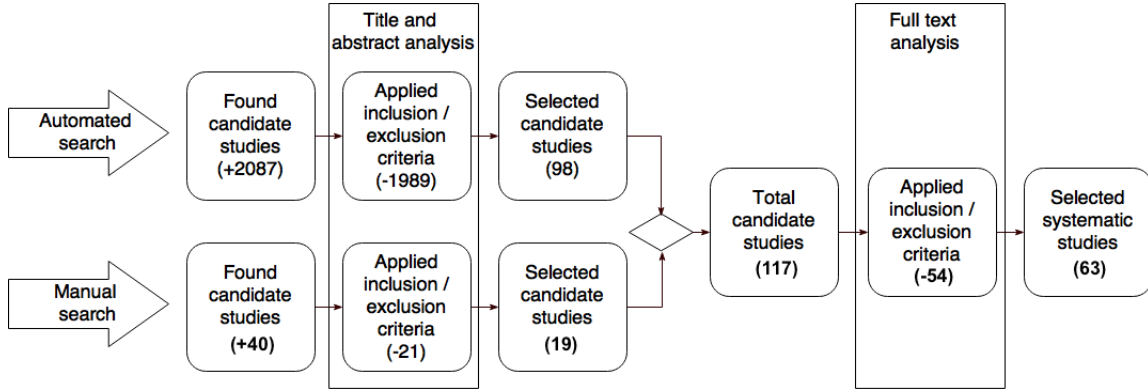 Title and
abstract analysis
Full text
analysis
Automated
search
Found
candidate
studies
(+2087)
Applied
inclusion /
exclusion
criteria
(-1989)
Selected
candidate
studies
(98)
Manual
search
Found
candidate
studies
(+40)
Applied
inclusion /
exclusion
criteria
(-21)
Selected
candidate
studies
(19)
Total
candidate
studies
(117)
Applied
inclusion /
exclusion
criteria
(-54)
Selected
systematic
studies
(63)